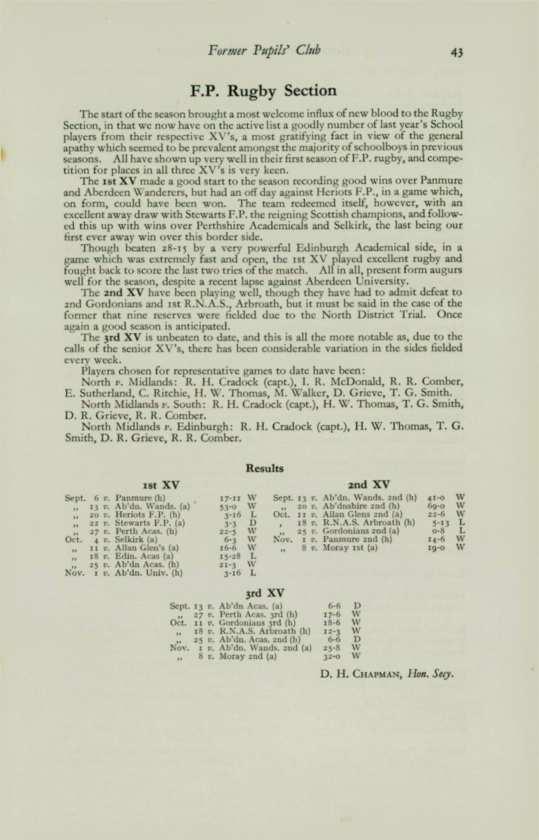 Former Pupils' Club 43
F.P. Rugby Section
The start of the season brought a most welcome influx of new blood to the Rugby
Section, in that we now have on the active list a goodly number of last year's School
players from their respective XV's, a most gratifying fact in view of the general
apathy which seemed to be prevalent amongst the majority of schoolboys in previous
seasons. All have shown up very well in their first season of F.P. rugby, and compe-
tition for places in all three XV's is very keen.
The 1st XV made a good start to the season recording good wins over Panmure
and Aberdeen Wanderers, but had an off day against Heriots F.P., in a game which,
on form, could have been won. The team redeemed itself, however, with an
excellent away draw with Stewarts F.P. the reigning Scottish champions, and follow-
ed this up with wins over Perthshire Academicals and Selkirk, the last being our
first ever away win over this border side.
Though beaten 28-15 by a very powerful Edinburgh Academical side, in a
game which was extremely fast and open, the 1st XV played excellent rugby and
fought back to score the last two tries of the match. All in all, present form augurs
well for the season, despite a recent lapse against Aberdeen University.
The 2nd XV have been playing well, though they have had to admit defeat to
2nd Gordonians and 1st R.N.A.S., Arbroath, but it must be said in the case of the
former that nine reserves were fielded due to the North District Trial. Once
again a good season is anticipated.
The 3rd XV is unbeaten to date, and this is all the more notable as, due to the
calls of the senior XV's, there has been considerable variation in the sides fielded
every week.
Players chosen for representative games to date have been:
North v. Midlands: R. H. Cradock (capt.), I. R. McDonald, R. R. Comber,
E. Sutherland, C. Ritchie, H. W. Thomas, M. Walker, D. Grieve, T. G. Smith.
North Midlands v. South: R. H. Cradock (capt.), H. W. Thomas, T. G. Smith,
D. R. Grieve, R. R. Comber.
North Midlands v. Edinburgh: R. H. Cradock (capt.), H. W. Thomas, T. G.
Smith, D. R. Grieve, R. R. Comber.
Results
1st XV
Sept. 6 v. Panmure (h) 17-11 W
,, 13 v. Ab'dn. Wands. (a) 53-0 W
,, 20 v. Heriots F.P. (h) 3-16 L
,, 22 v. Stewarts F.P. (a) 3-3 D
,, 27 v. Perth Acas. (h) 22-5 W
Oct. 4 v. Selkirk (a) 6-3 W
,, 11 v. Allan Glen's (a) 16-6 W
,, 18 v. Edin. Acas (a) 15-28 L
,, 25 v. Ab'dn Acas. (h) 21-3 W
Nov. 1 v. Ab'dn. Univ. (h) 3-16 L
2nd XV
Sept. 13 v. Ab'dn. Wands. 2nd (h) 41-0 W
,, 20 v. Ab'dnshire 2nd (h) 69-0 W
Oct. 11 v. Allan Glens 2nd (a) 22-6 W
, 18 v. R.N.A.S. Arbroath (h) 5-13 L
,, 25 v. Gordonians 2nd (a) 0-8 L
Nov. 1 v. Panmure 2nd (h) 14-6 W
,, 8 v. Moray 1st (a) 19-0 W
3rd XV
Sept. 13 v. Ab'dn Acas. (a) 6-6 D
,, 27 v. Perth Acas. 3rd (h) 17-6 W
Oct. 11 v. Gordonians 3rd (h) 18-6 W
,, 18 v. R.N.A.S. Arbroath (h) 12-3 W
,, 25 v. Ab'dn. Acas. 2nd (h) 6-6 D
Nov. 1 v. Ab'dn. Wands. 2nd (a) 25-8 W
,, 8 v. Moray 2nd (a) 32-0 W
D. H. Chapman, Hon. Secy.